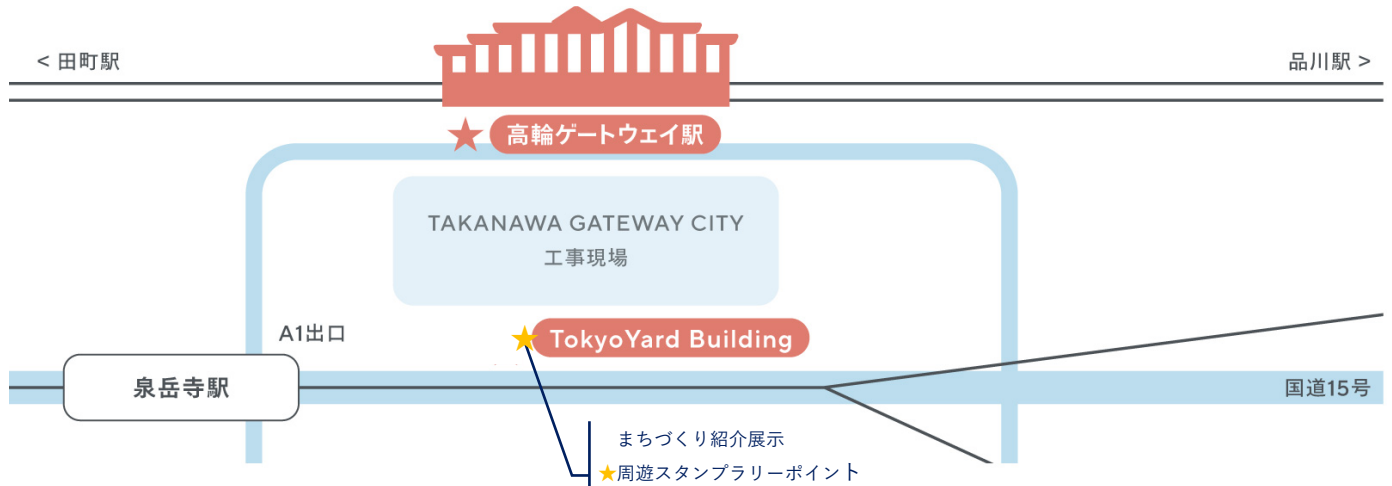 < 田町駅
品川駅 >
高輪ゲートウェイ駅
TAKANAWA GATEWAY CITY
工事現場
A1出口
TokyoYard Building
泉岳寺駅
国道15号
まちづくり紹介展示
★周遊スタンプラリーポイント